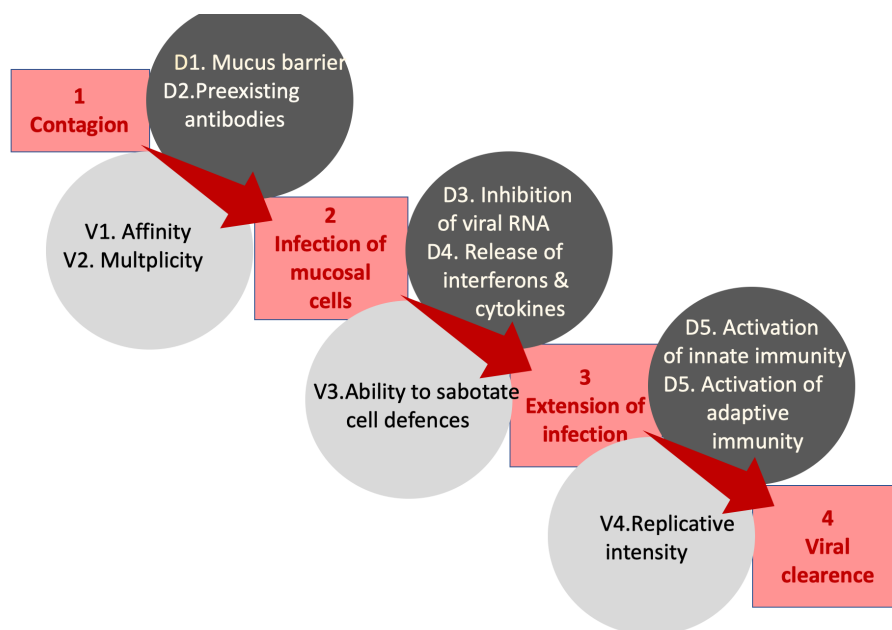 1
Contagion
D1. Mucus barrier
D2.Preexisting
antibodies
V1. Affinity
V2. Multplicity
2
Infection of
mucosal
cells
D3. Inhibition
of viral RNA
D4. Release of
interferons &
cytokines
V3.Ability to sabotate
cell defences
3
Extension of
infection
D5. Activation
of innate immunity
D5. Activation of
adaptive
immunity
V4.Replicative
intensity
4
Viral
clearence